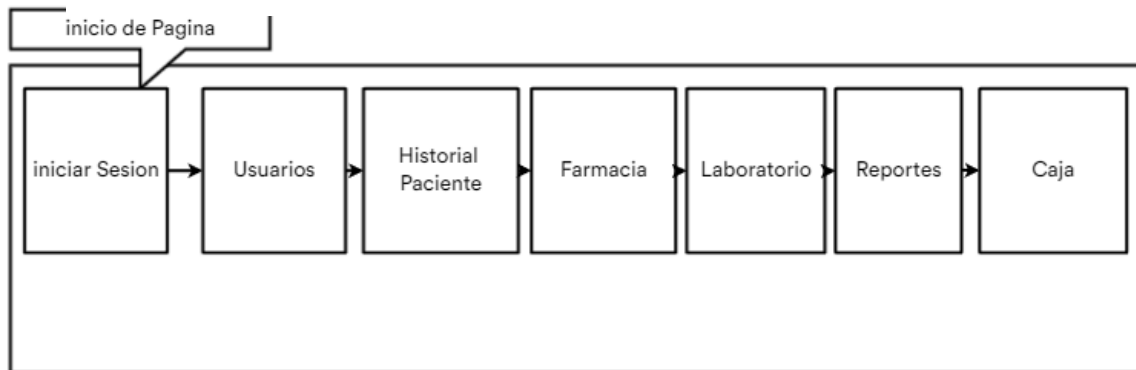 inicio de Pagina
iniciar Sesion
Usuarios
Historial
Paciente
Farmacia
Laboratorio
Reportes
Caja